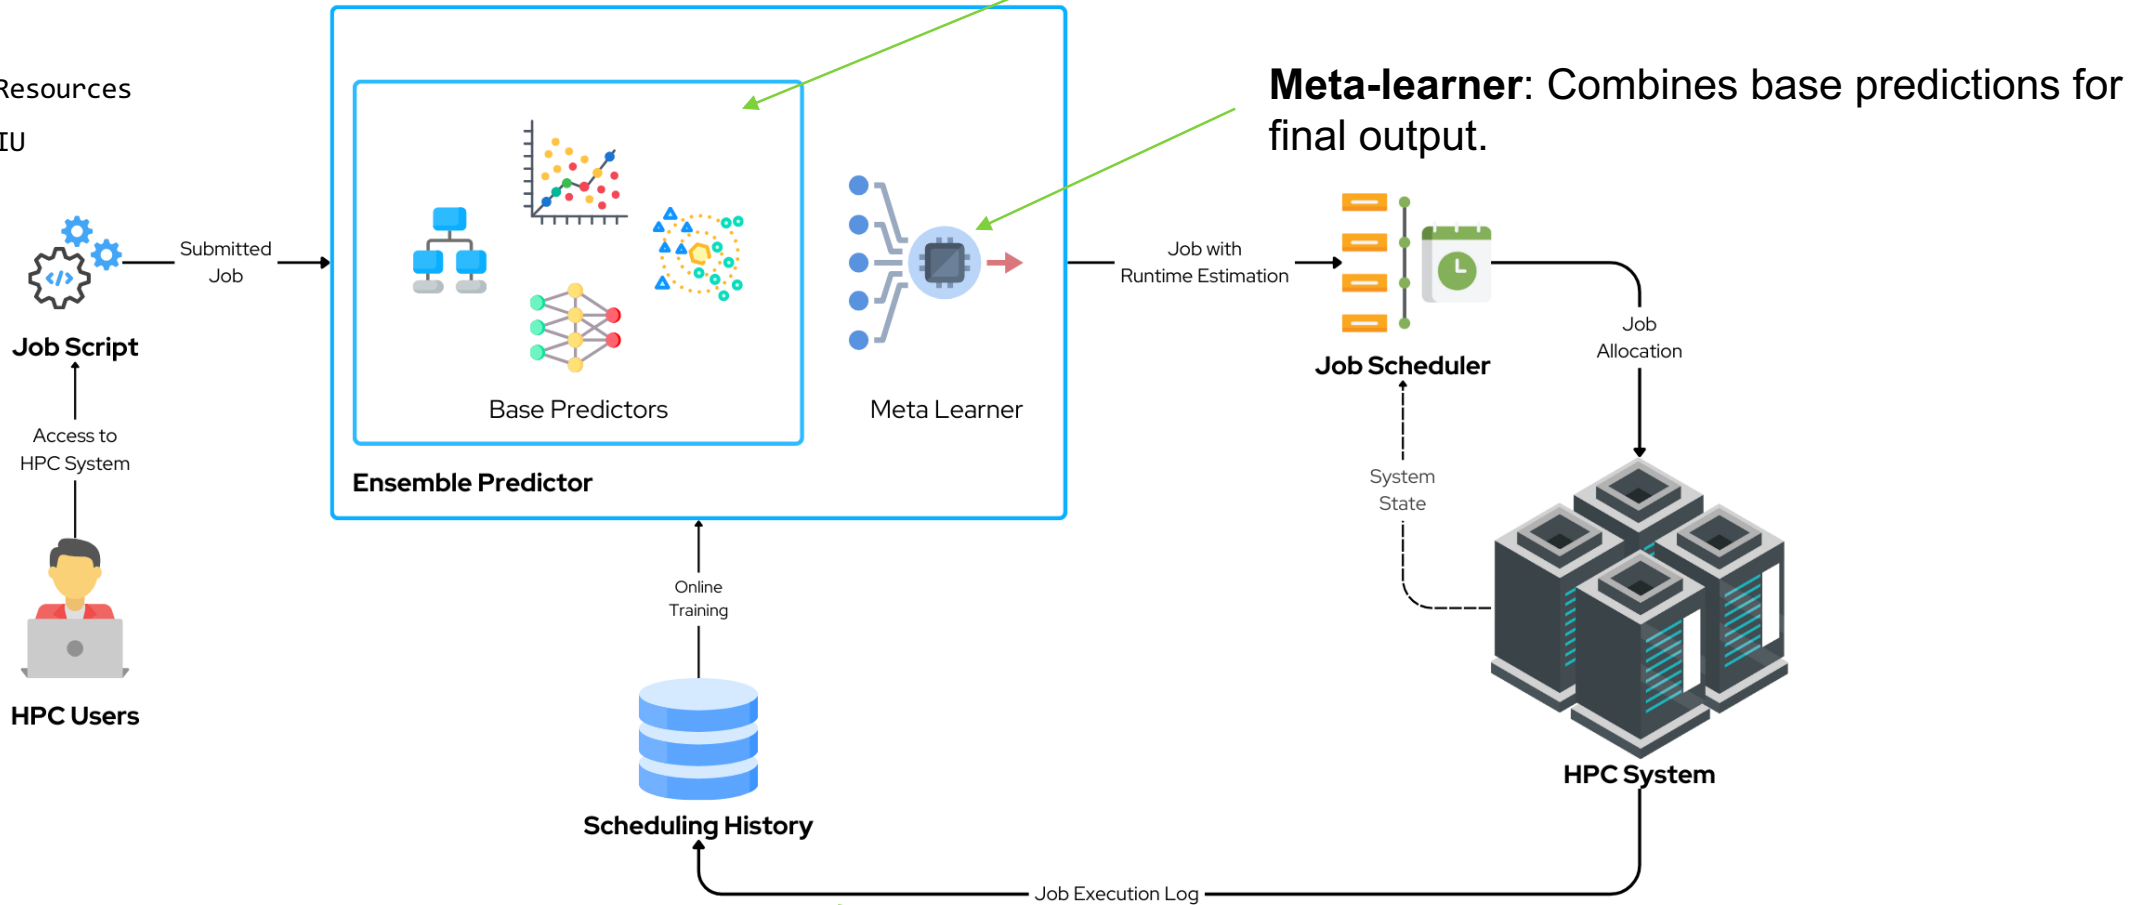 Resources
IU
Meta-learner: Combines base predictions for
final output.
Submitted
Job
Job Script
Access to
HPC System
HPC Users
Base Predictors
Meta Learner
Ensemble Predictor
Online
Training
Scheduling History
Job with
Runtime Estimation
Job Scheduler
Job
Allocation
System
State
HPC System
Job Execution Log